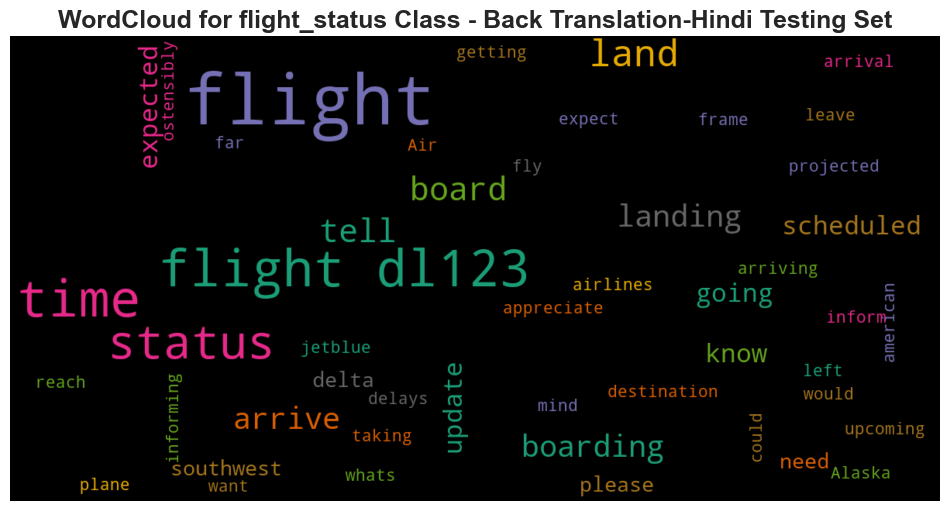 WordCloud for flight_status Class - Back Translation-Hindi Testing Set
getting
land
arrival
expected
ostensibly
flight
far
Air
expect
frame
leave
fly
projected
board
landing
scheduled
tell
flight dl123
arriving
airlines
going
time
appreciate
inform
american
status
jetblue
know
reach
delta
delays
left
destination
would
informing
arrive
update
mind
taking
boarding
could
upcoming
southwest
whats
need
Alaska
plane
want
please